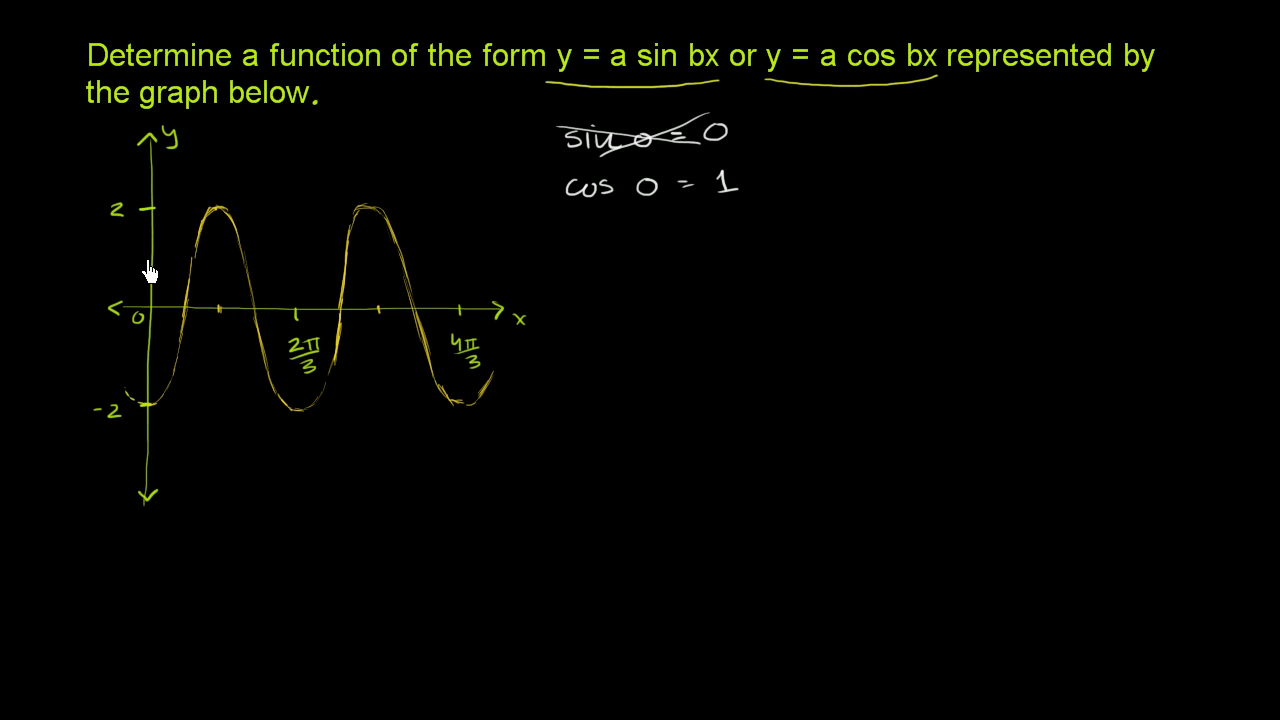 Determine a function of the form y = a sin bx or y = a cos bx represented by
the graph below.
sin 0 = 0
cos 0 = 1
y
2
0
x
2π/3
4π/3
-2